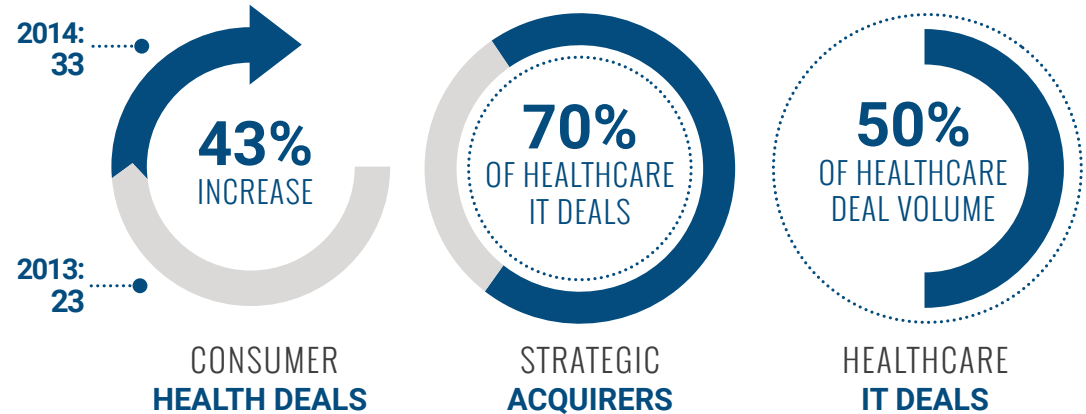 2014:
33
43%
INCREASE
2013:
23
CONSUMER
HEALTH DEALS
70%
OF HEALTHCARE
IT DEALS
STRATEGIC
ACQUIRERS
50%
OF HEALTHCARE
DEAL VOLUME
HEALTHCARE
IT DEALS